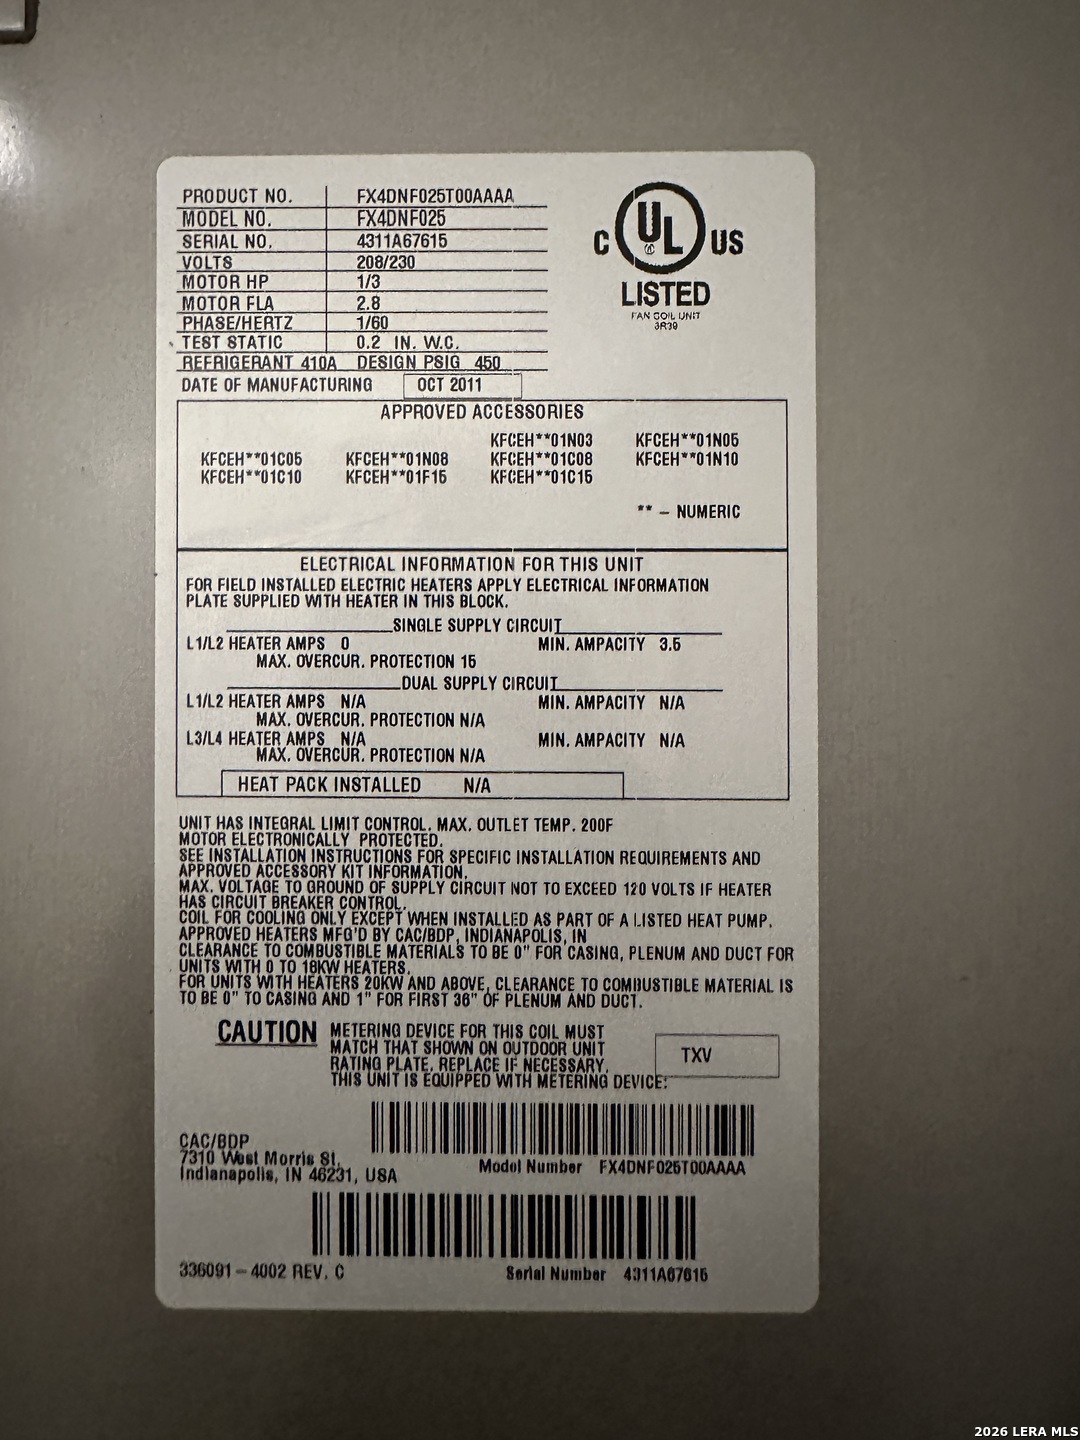 PRODUCT NO. FX4DNF025T00AAAA
MODEL NO. FX4DNF025
SERIAL NO. 4311A67615
VOLTS 208/230
MOTOR HP 1/3
MOTOR FLA 2.8
PHASE/HERTZ 1/60
TEST STATIC 0.2 IN. W.C.
REFRIGERANT 410A DESIGN PSIG 450
DATE OF MANUFACTURING OCT 2011
C UL US
LISTED
FAN COIL UNIT
3R39
APPROVED ACCESSORIES
KFCEH**01N03 KFCEH**01N05
KFCEH**01C05 KFCEH**01N08 KFCEH**01C08 KFCEH**01N10
KFCEH**01C10 KFCEH**01F15 KFCEH**01C15
** – NUMERIC
ELECTRICAL INFORMATION FOR THIS UNIT
FOR FIELD INSTALLED ELECTRIC HEATERS APPLY ELECTRICAL INFORMATION
PLATE SUPPLIED WITH HEATER IN THIS BLOCK.
SINGLE SUPPLY CIRCUIT
L1/L2 HEATER AMPS 0 MIN. AMPACITY 3.5
MAX. OVERCUR. PROTECTION 15
DUAL SUPPLY CIRCUIT
L1/L2 HEATER AMPS N/A MIN. AMPACITY N/A
MAX. OVERCUR. PROTECTION N/A
L3/L4 HEATER AMPS N/A MIN. AMPACITY N/A
MAX. OVERCUR. PROTECTION N/A
HEAT PACK INSTALLED N/A
UNIT HAS INTEGRAL LIMIT CONTROL. MAX. OUTLET TEMP. 200F
MOTOR ELECTRONICALLY PROTECTED.
SEE INSTALLATION INSTRUCTIONS FOR SPECIFIC INSTALLATION REQUIREMENTS AND
APPROVED ACCESSORY KIT INFORMATION.
MAX. VOLTAGE TO GROUND OF SUPPLY CIRCUIT NOT TO EXCEED 120 VOLTS IF HEATER
HAS CIRCUIT BREAKER CONTROL.
COIL FOR COOLING ONLY EXCEPT WHEN INSTALLED AS PART OF A LISTED HEAT PUMP.
APPROVED HEATERS MFG'D BY CAC/BDP, INDIANAPOLIS, IN
CLEARANCE TO COMBUSTIBLE MATERIALS TO BE 0" FOR CASING, PLENUM AND DUCT FOR
UNITS WITH 0 TO 18KW HEATERS.
FOR UNITS WITH HEATERS 20KW AND ABOVE, CLEARANCE TO COMBUSTIBLE MATERIAL IS
TO BE 0" TO CASING AND 1" FOR FIRST 36" OF PLENUM AND DUCT.
CAUTION METERING DEVICE FOR THIS COIL MUST
MATCH THAT SHOWN ON OUTDOOR UNIT
RATING PLATE. REPLACE IF NECESSARY.
THIS UNIT IS EQUIPPED WITH METERING DEVICE:
TXV
CAC/BDP
7310 West Morris St.
Indianapolis, IN 46231, USA
Model Number FX4DNF025T00AAAA
336091 – 4002 REV. C
Serial Number 4311A67615
2026 LERA MLS